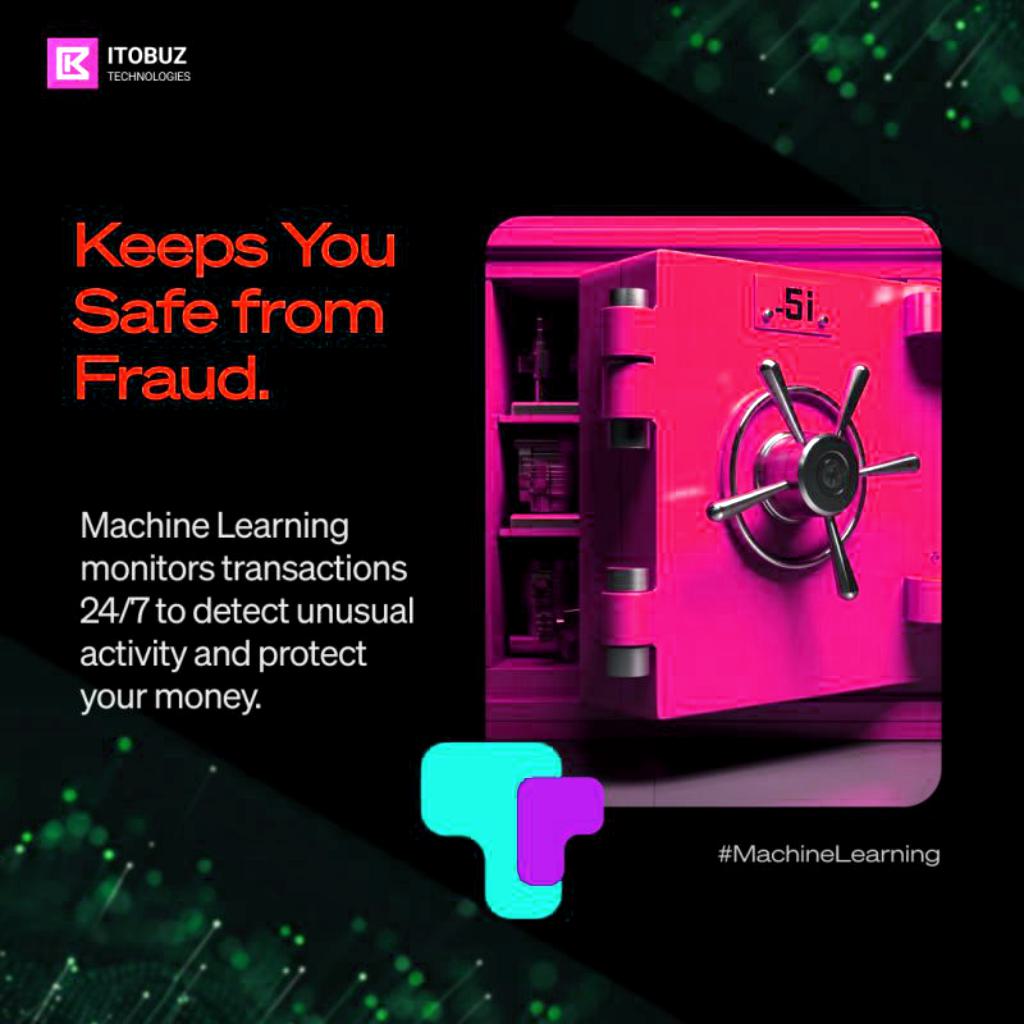 ITOBUZ
TECHNOLOGIES
Keeps You
Safe from
Fraud.
.5i.
Machine Learning
monitors transactions
24/7 to detect unusual
activity and protect
your money.
#MachineLearning